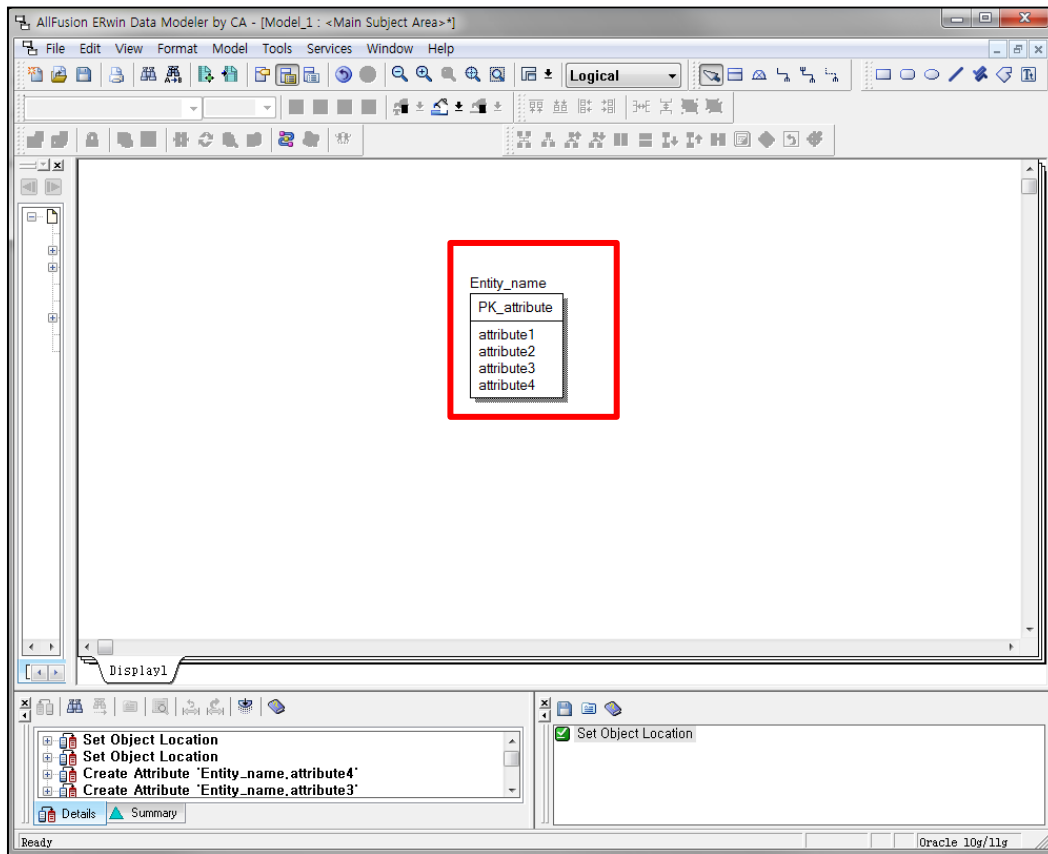 AllFusion ERwin Data Modeler by CA - [Model_1 : <Main Subject Area>*]
File Edit View Format Model Tools Services Window Help
Logical
Entity_name
PK_attribute
attribute1
attribute2
attribute3
attribute4
Display1
Set Object Location
Set Object Location
Create Attribute 'Entity_name.attribute4'
Create Attribute 'Entity_name.attribute3'
Details Summary
Set Object Location
Ready
Oracle 10g/11g